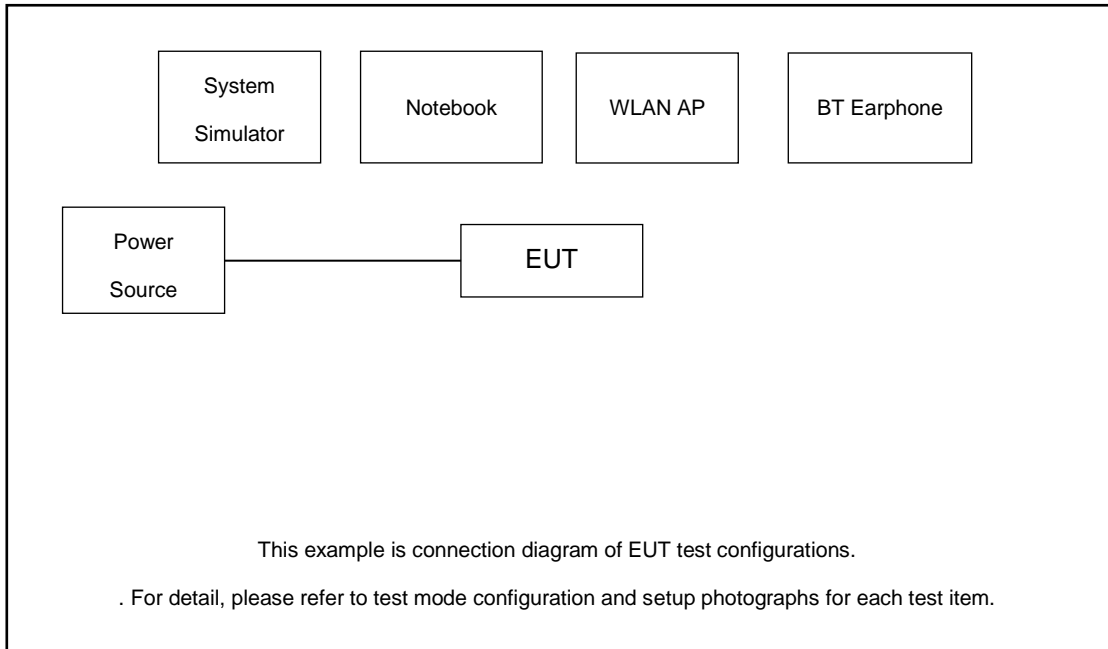 System
Simulator
Notebook
WLAN AP
BT Earphone
Power
Source
EUT
This example is connection diagram of EUT test configurations.
. For detail, please refer to test mode configuration and setup photographs for each test item.